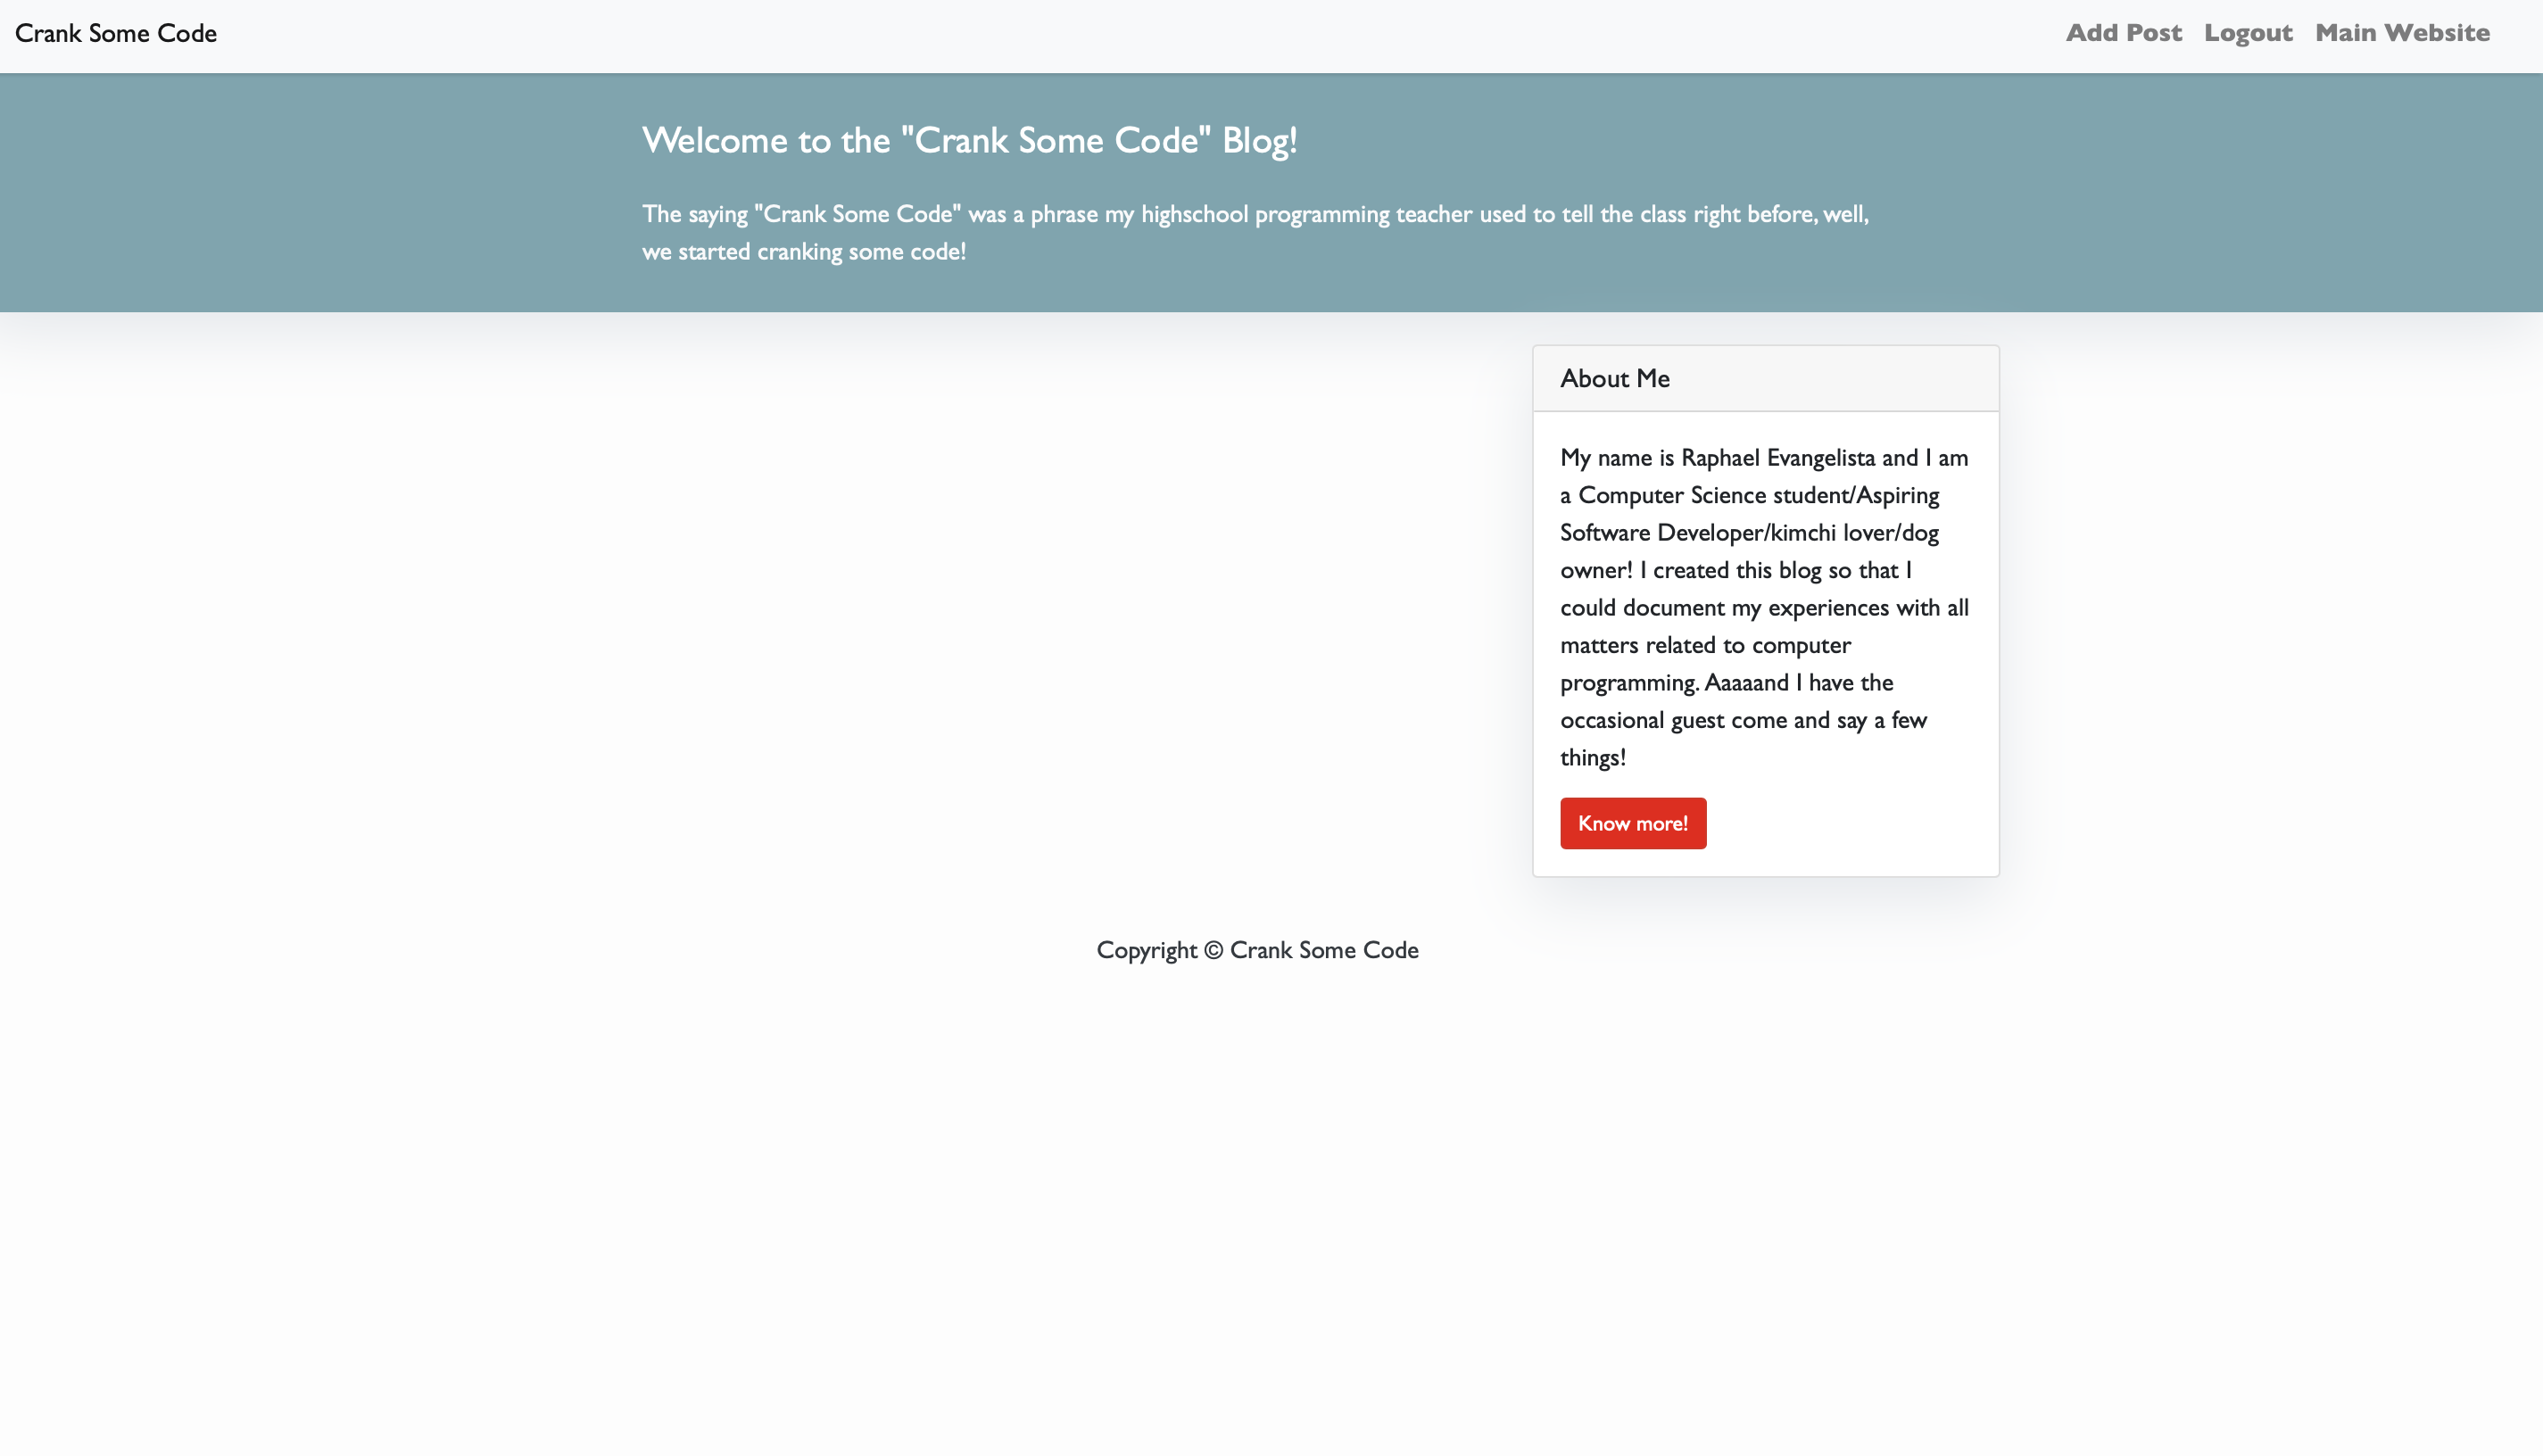 Crank Some Code
Add Post Logout Main Website
Welcome to the "Crank Some Code" Blog!
The saying "Crank Some Code" was a phrase my highschool programming teacher used to tell the class right before, well,
we started cranking some code!
About Me
My name is Raphael Evangelista and I am
a Computer Science student/Aspiring
Software Developer/kimchi lover/dog
owner! I created this blog so that I
could document my experiences with all
matters related to computer
programming. Aaaaand I have the
occasional guest come and say a few
things!
Know more!
Copyright © Crank Some Code